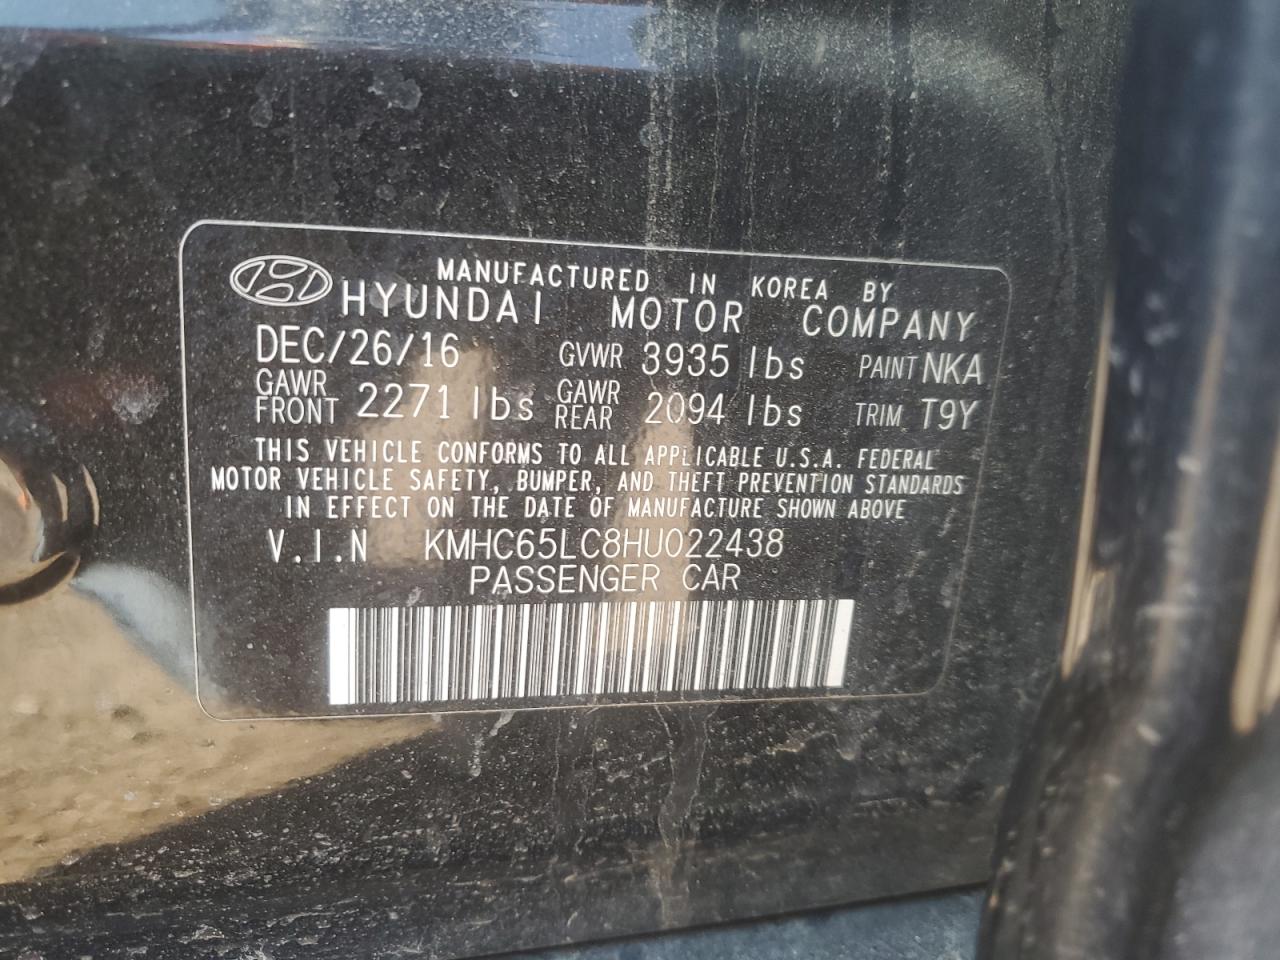 MANUFACTURED IN KOREA BY
HYUNDAI MOTOR COMPANY
DEC/26/16 GVWR 3935 lbs PAINT NKA
GAWR FRONT 2271 lbs GAWR REAR 2094 lbs TRIM T9Y
THIS VEHICLE CONFORMS TO ALL APPLICABLE U.S.A. FEDERAL
MOTOR VEHICLE SAFETY, BUMPER, AND THEFT PREVENTION STANDARDS
IN EFFECT ON THE DATE OF MANUFACTURE SHOWN ABOVE
V.I.N KMHC65LC8HU022438
PASSENGER CAR